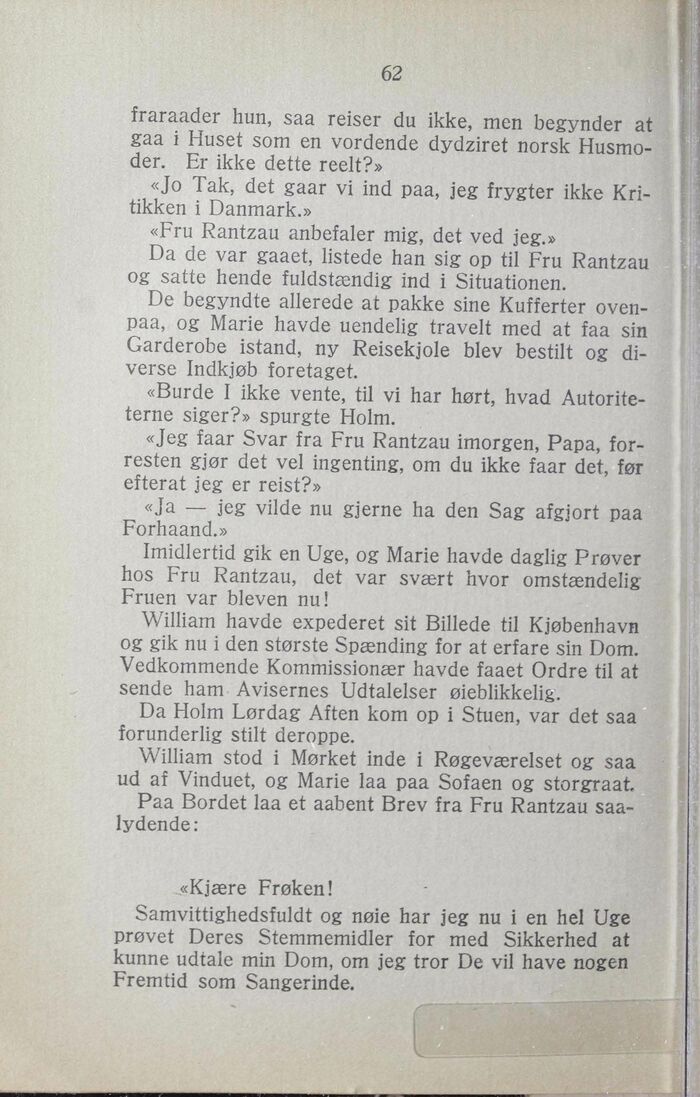 62
fraraader hun, saa reiser du ikke, men begynder at
gaa i Huset som en vordende dydziret norsk Husmo-
der. Er ikke dette reelt?»
«Jo Tak, det gaar vi ind paa, jeg frygter ikke Kri-
tikken i Danmark.»
«Fru Rantzau anbefaler mig, det ved jeg.»
Da de var gaaet, listede han sig op til Fru Rantzau
og satte hende fuldstændig ind i Situationen.
De begyndte allerede at pakke sine Kufferter oven-
paa, og Marie havde uendelig travelt med at faa sin
Garderobe istand, ny Reisekjole blev bestilt og di-
verse Indkjøb foretaget.
«Burde I ikke vente, til vi har hørt, hvad Autorite-
terne siger?» spurgte Holm.
«Jeg faar Svar fra Fru Rantzau imorgen, Papa, for-
resten gjør det vel ingenting, om du ikke faar det, før
efterat jeg er reist?»
«Ja — jeg vilde nu gjerne ha den Sag afgjort paa
Forhaand.»
Imidlertid gik en Uge, og Marie havde daglig Prøver
hos Fru Rantzau, det var svært hvor omstændelig
Fruen var bleven nu!
William havde expederet sit Billede til Kjøbenhavn
og gik nu i den største Spænding for at erfare sin Dom.
Vedkommende Kommissionær havde faaet Ordre til at
sende ham Avisernes Udtalelser øieblikkelig.
Da Holm Lørdag Aften kom op i Stuen, var det saa
forunderlig stilt deroppe.
William stod i Mørket inde i Røgeværelset og saa
ud af Vinduet, og Marie laa paa Sofaen og storgraat.
Paa Bordet laa et aabent Brev fra Fru Rantzau saa-
lydende:
«Kjære Frøken!
Samvittighedsfuldt og nøie har jeg nu i en hel Uge
prøvet Deres Stemmemidler for med Sikkerhed at
kunne udtale min Dom, om jeg tror De vil have nogen
Fremtid som Sangerinde.